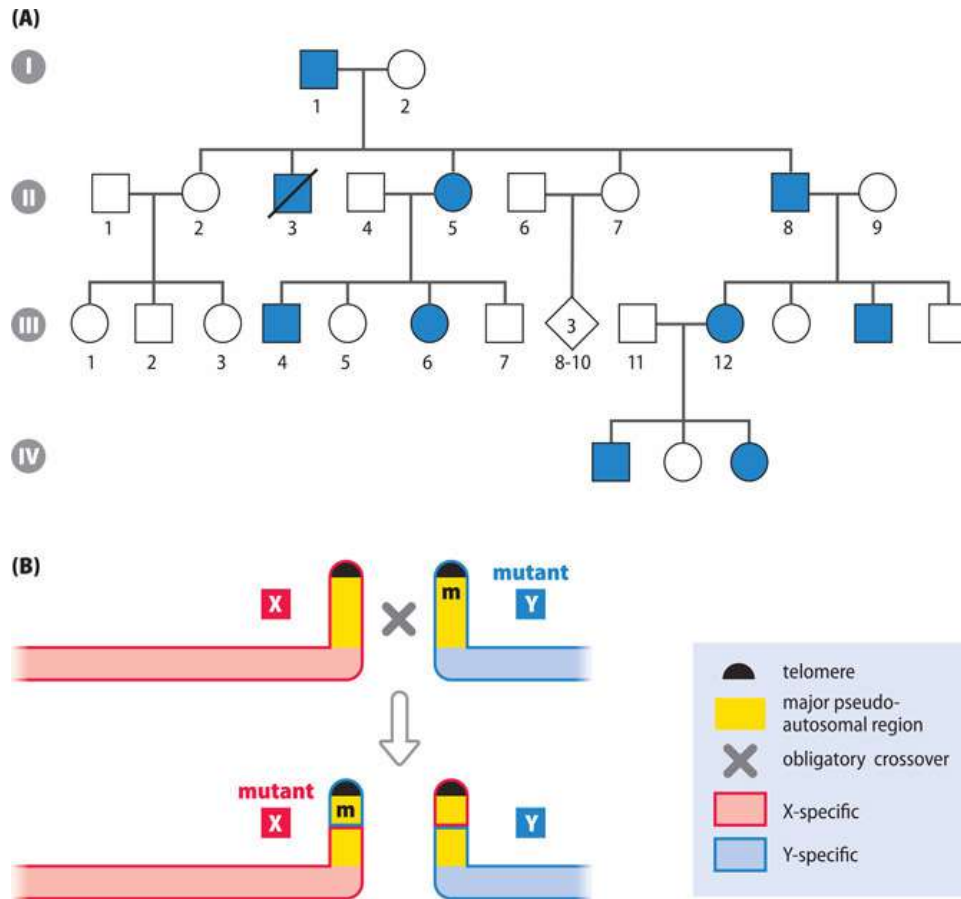 (A)
I
1 2
II
1 2 3 4 5 6 7 8 9
3
III
1 2 3 4 5 6 7 8-10 11 12
IV
(B)
mutant
X m Y
mutant
m
X Y
telomere
major pseudo-
autosomal region
obligatory crossover
X-specific
Y-specific